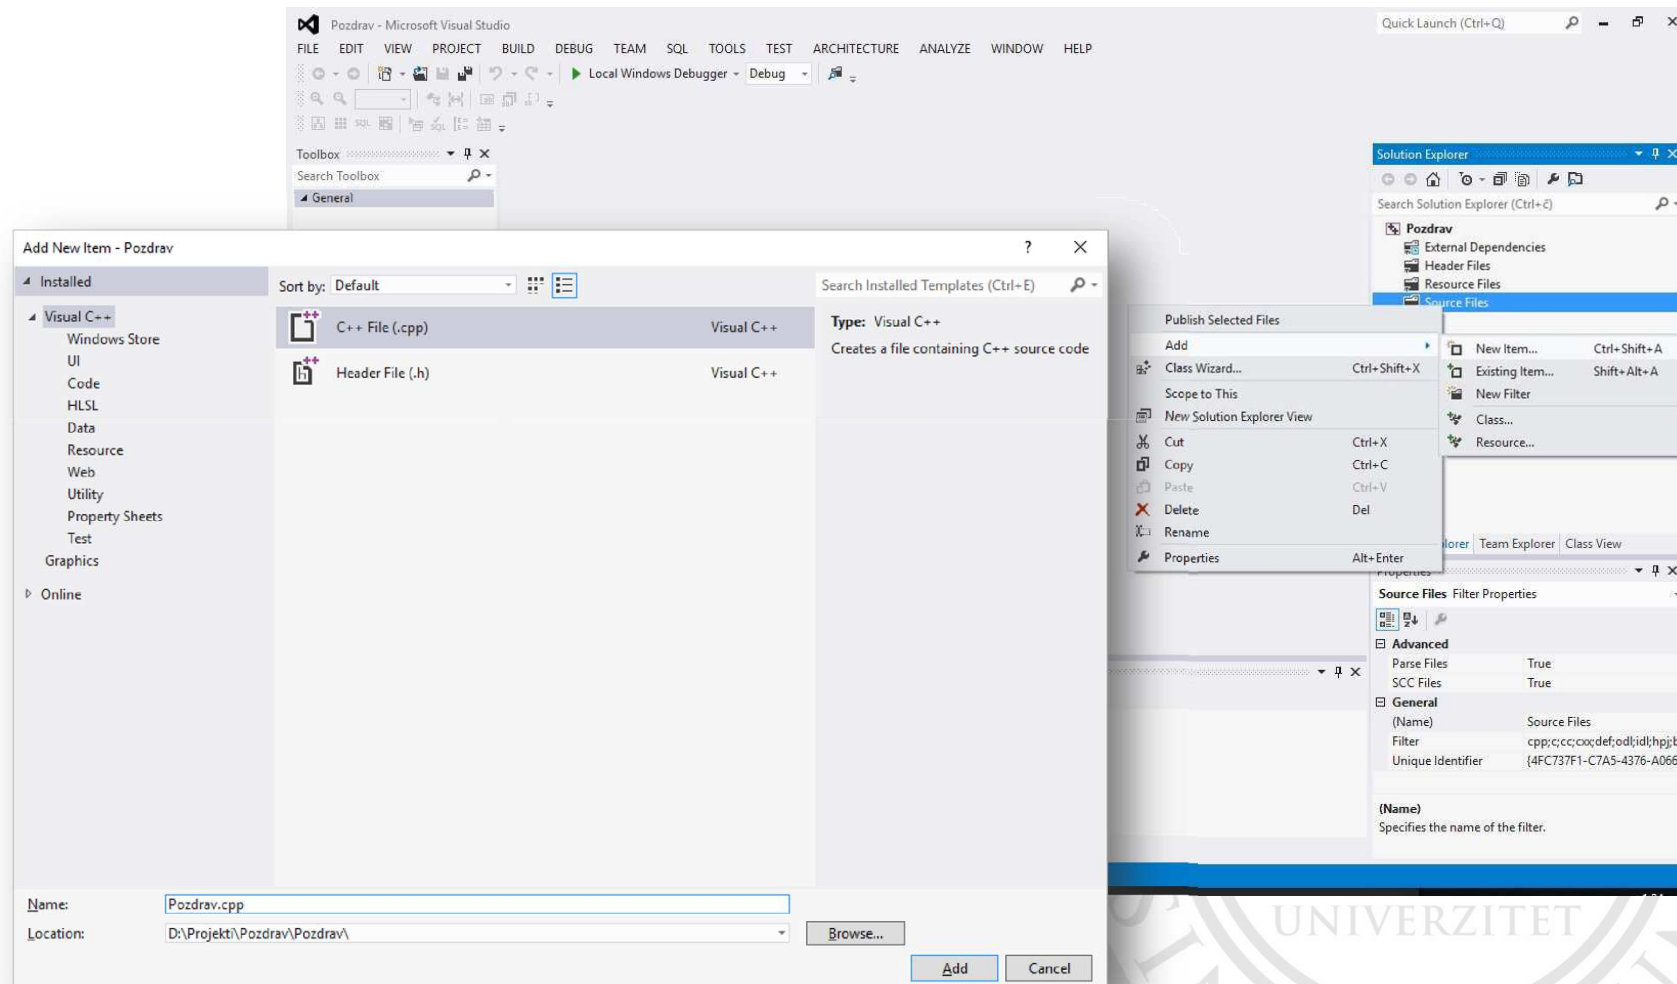 Pozdrav - Microsoft Visual Studio
Quick Launch (Ctrl+Q)
FILE EDIT VIEW PROJECT BUILD DEBUG TEAM SQL TOOLS TEST ARCHITECTURE ANALYZE WINDOW HELP
Local Windows Debugger Debug
Toolbox
Search Toolbox
General
Solution Explorer
Search Solution Explorer (Ctrl+č)
Pozdrav
External Dependencies
Header Files
Resource Files
Source Files
Add New Item - Pozdrav
Installed
Visual C++
Windows Store
UI
Code
HLSL
Data
Resource
Web
Utility
Property Sheets
Test
Graphics
Online
Sort by: Default
Search Installed Templates (Ctrl+E)
C++ File (.cpp) Visual C++
Header File (.h) Visual C++
Type: Visual C++
Creates a file containing C++ source code
Name: Pozdrav.cpp
Location: D:\Projekti\Pozdrav\Pozdrav\
Browse...
Add Cancel
Publish Selected Files
Add
Class Wizard... Ctrl+Shift+X
Scope to This
New Solution Explorer View
Cut Ctrl+X
Copy Ctrl+C
Paste Ctrl+V
Delete Del
Rename
Properties Alt+Enter
New Item... Ctrl+Shift+A
Existing Item... Shift+Alt+A
New Filter
Class...
Resource...
lorer Team Explorer Class View
Properties
Source Files Filter Properties
Advanced
Parse Files True
SCC Files True
General
(Name) Source Files
Filter cpp;c;cc;cxx;def;odl;idl;hpj;b
Unique Identifier {4FC737F1-C7A5-4376-A066
(Name)
Specifies the name of the filter.
UNIVERZITET